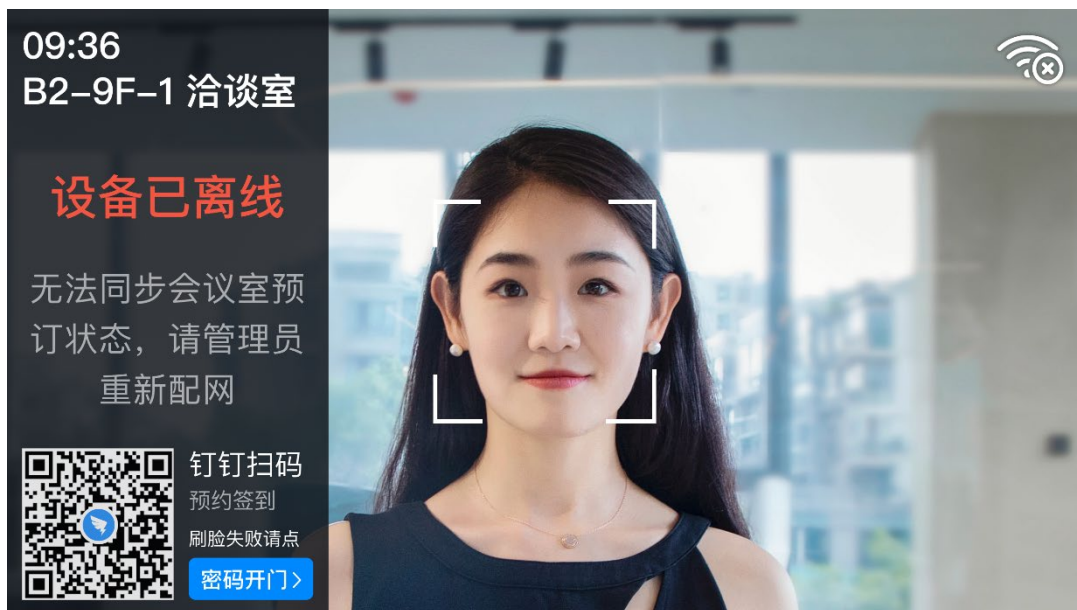 09:36
B2-9F-1 洽谈室
设备已离线
无法同步会议室预
订状态，请管理员
重新配网
钉钉扫码
预约签到
刷脸失败请点
密码开门>